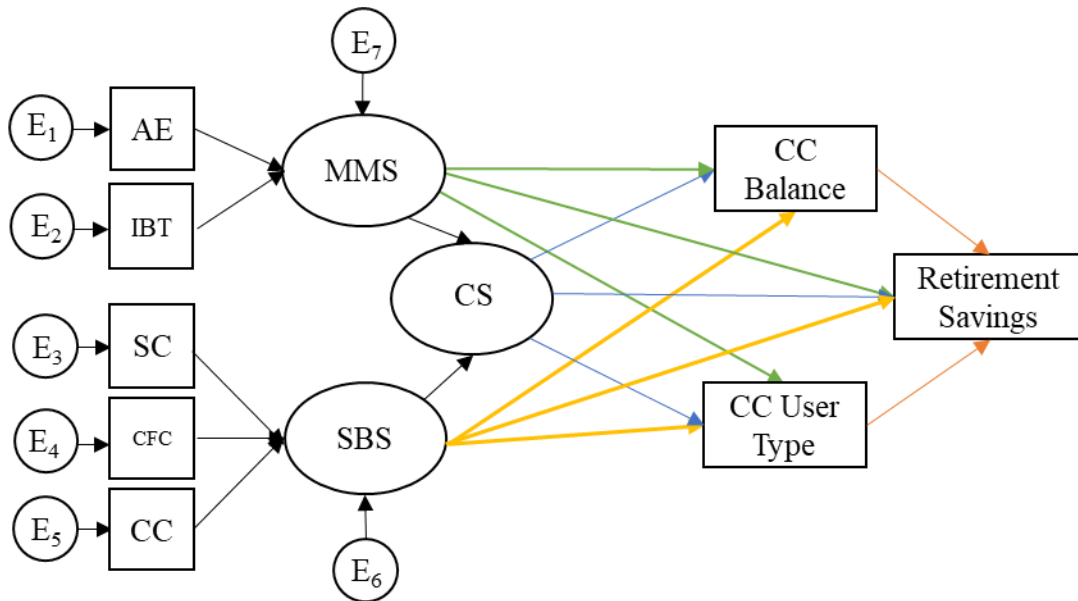 E₇
E₁
AE
MMS
CC
Balance
E₂
IBT
CS
Retirement
Savings
E₃
SC
E₄
CFC
SBS
CC User
Type
E₅
CC
E₆